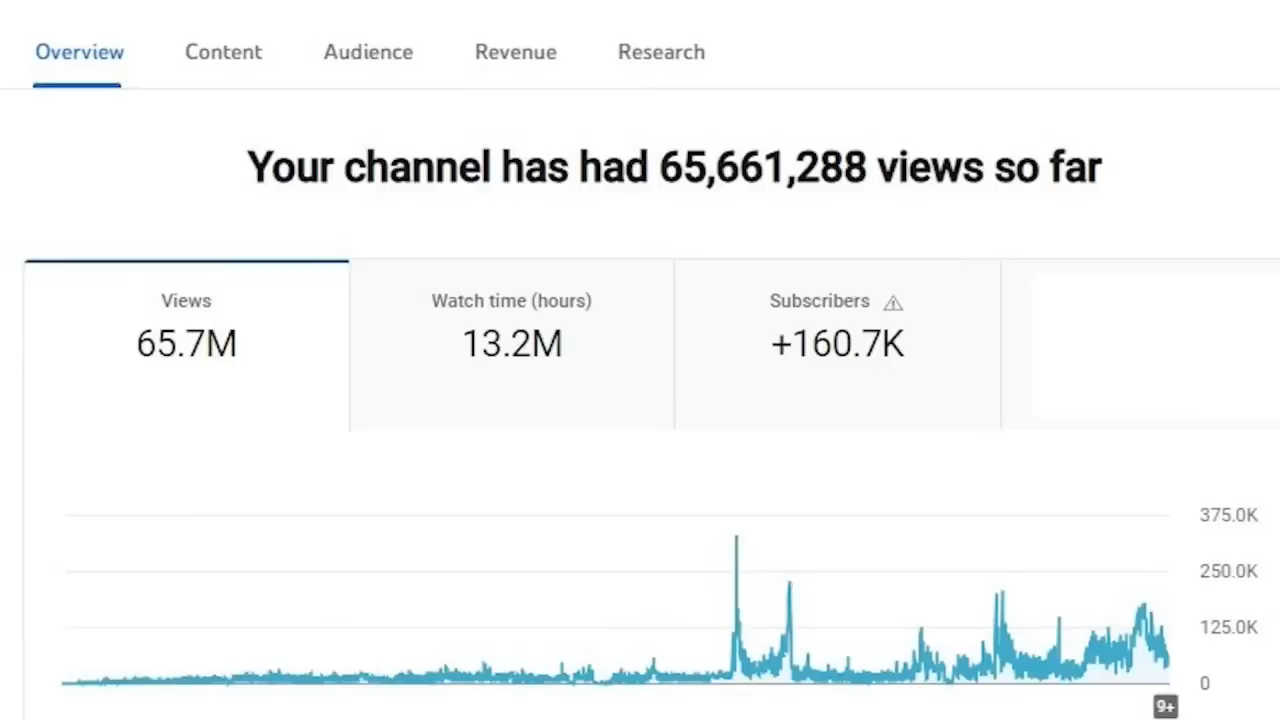 Overview Content Audience Revenue Research
Your channel has had 65,661,288 views so far
Views Watch time (hours) Subscribers
65.7M 13.2M +160.7K
375.0K
250.0K
125.0K
0
9+